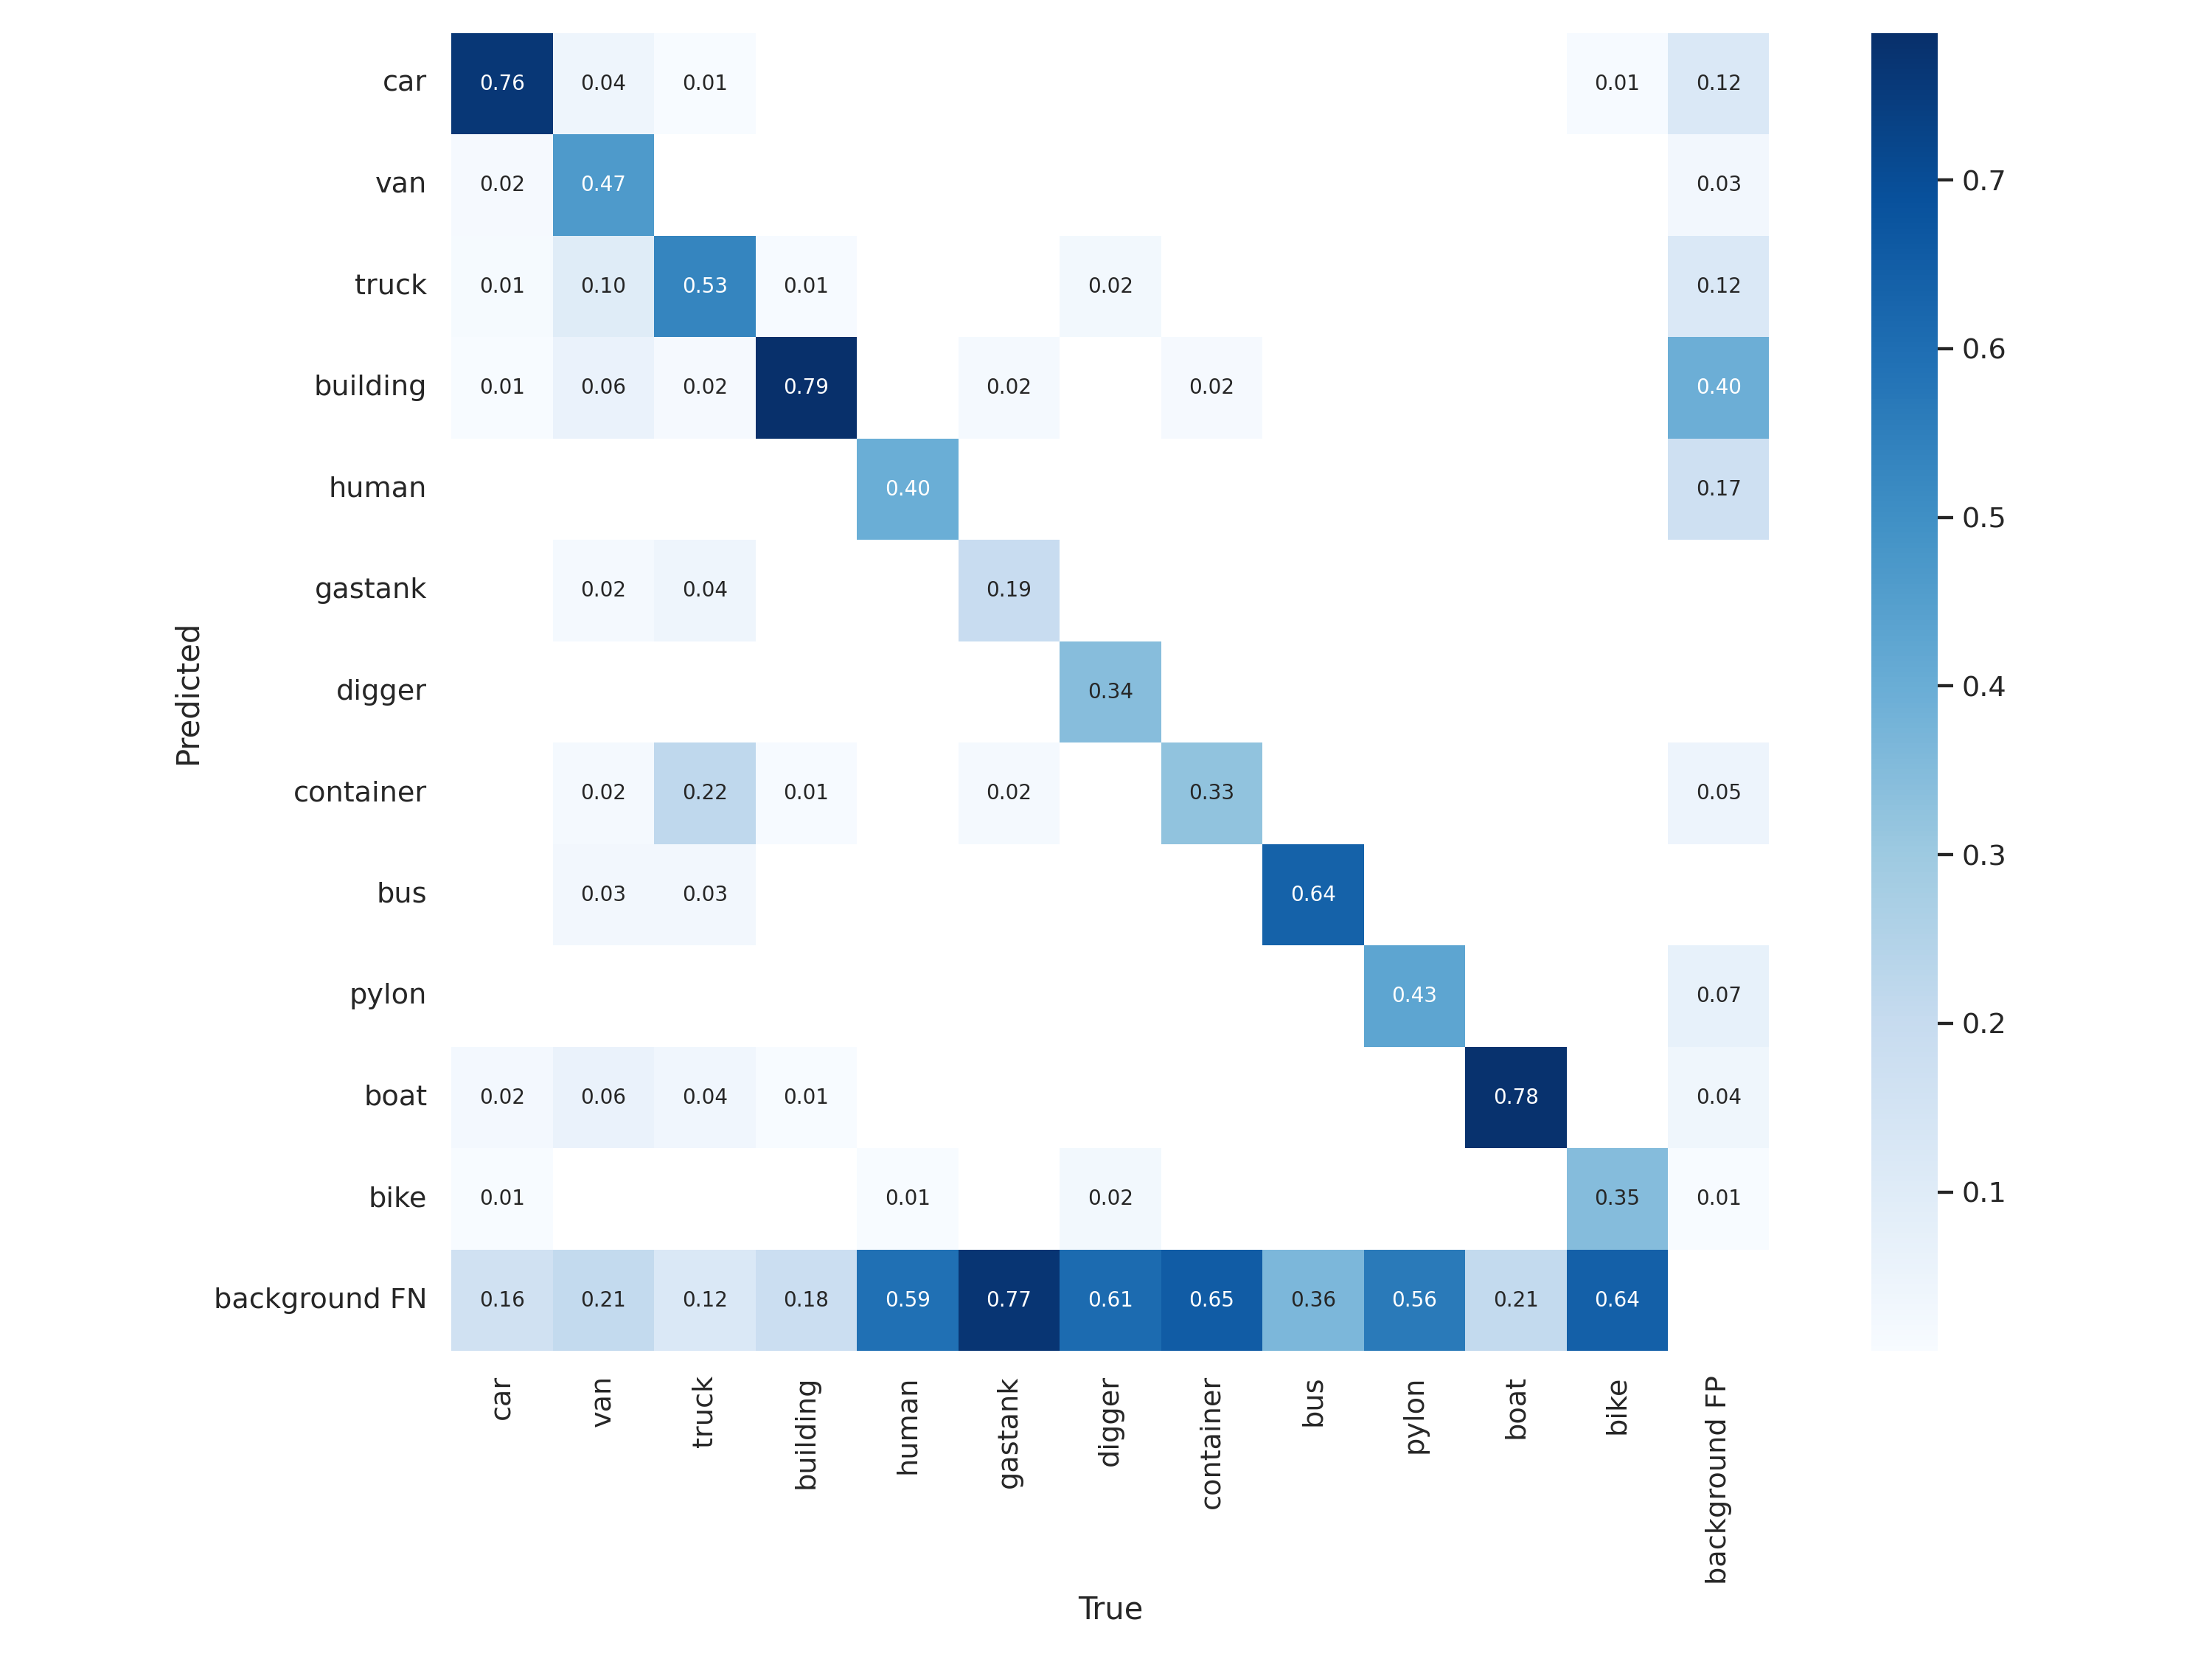 car 0.76 0.04 0.01 0.01 0.12
van 0.02 0.47 0.03 0.7
truck 0.01 0.10 0.53 0.01 0.02 0.12
building 0.01 0.06 0.02 0.79 0.02 0.02 0.40 0.6
human 0.40 0.17 0.5
gastank 0.02 0.04 0.19
digger 0.34 0.4
container 0.02 0.22 0.01 0.02 0.33 0.05
bus 0.03 0.03 0.64 0.3
pylon 0.43 0.07 0.2
boat 0.02 0.06 0.04 0.01 0.78 0.04
bike 0.01 0.01 0.02 0.35 0.01 0.1
background FN 0.16 0.21 0.12 0.18 0.59 0.77 0.61 0.65 0.36 0.56 0.21 0.64
car van truck building human gastank digger container bus pylon boat bike background FP
Predicted
True